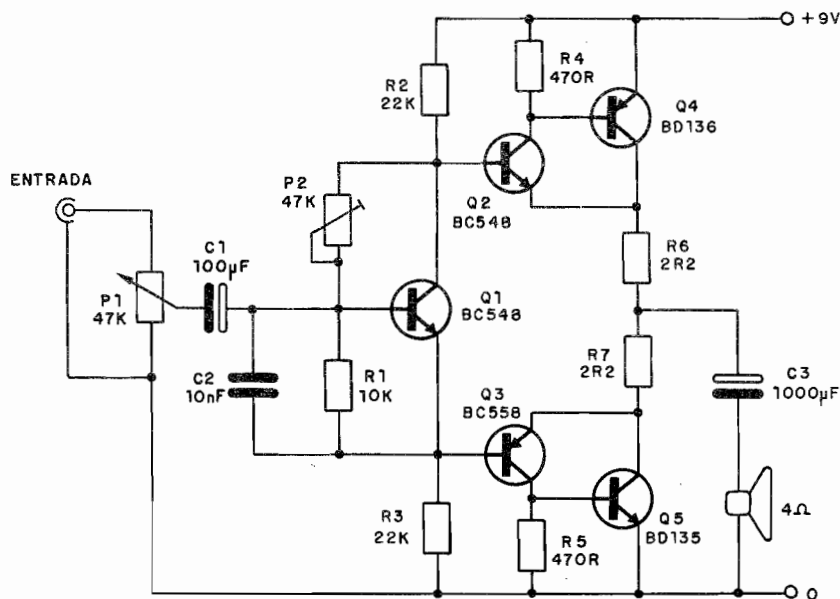 +9V
R4
470R
R2
22K
Q4
BD136
ENTRADA
P2
47K
Q2
BC548
C1
100µF
R6
2R2
P1
47K
Q1
BC548
R7
2R2
C2
10nF
R1
10K
Q3
BC558
C3
1000µF
R3
22K
R5
470R
Q5
BD135
4Ω
0